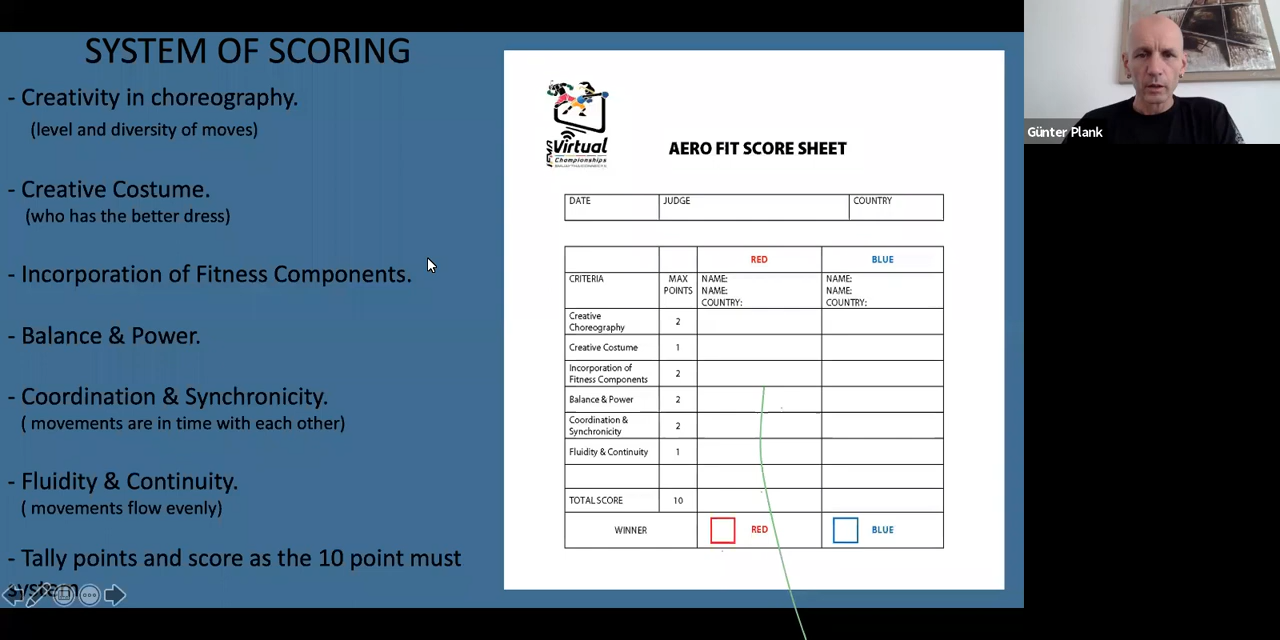 SYSTEM OF SCORING
- Creativity in choreography.
(level and diversity of moves)
- Creative Costume.
(who has the better dress)
- Incorporation of Fitness Components.
- Balance & Power.
- Coordination & Synchronicity.
( movements are in time with each other)
- Fluidity & Continuity.
( movements flow evenly)
- Tally points and score as the 10 point must
system
Virtual
Championships
AERO FIT SCORE SHEET
DATE JUDGE COUNTRY
RED BLUE
CRITERIA MAX POINTS NAME: NAME:
NAME: NAME:
COUNTRY: COUNTRY:
Creative
Choreography 2
Creative Costume 1
Incorporation of
Fitness Components 2
Balance & Power 2
Coordination &
Synchronicity 2
Fluidity & Continuity 1
TOTAL SCORE 10
WINNER RED BLUE
Günter Plank